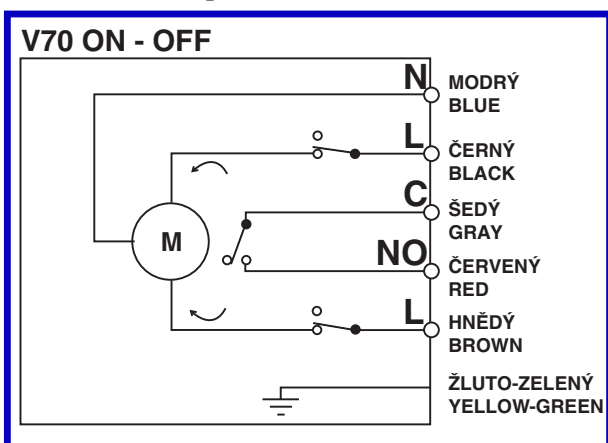 V70 ON - OFF
N
MODRÝ
BLUE
L
ČERNÝ
BLACK
C
ŠEDÝ
GRAY
M
NO
ČERVENÝ
RED
L
HNĚDÝ
BROWN
ŽLUTO-ZELENÝ
YELLOW-GREEN